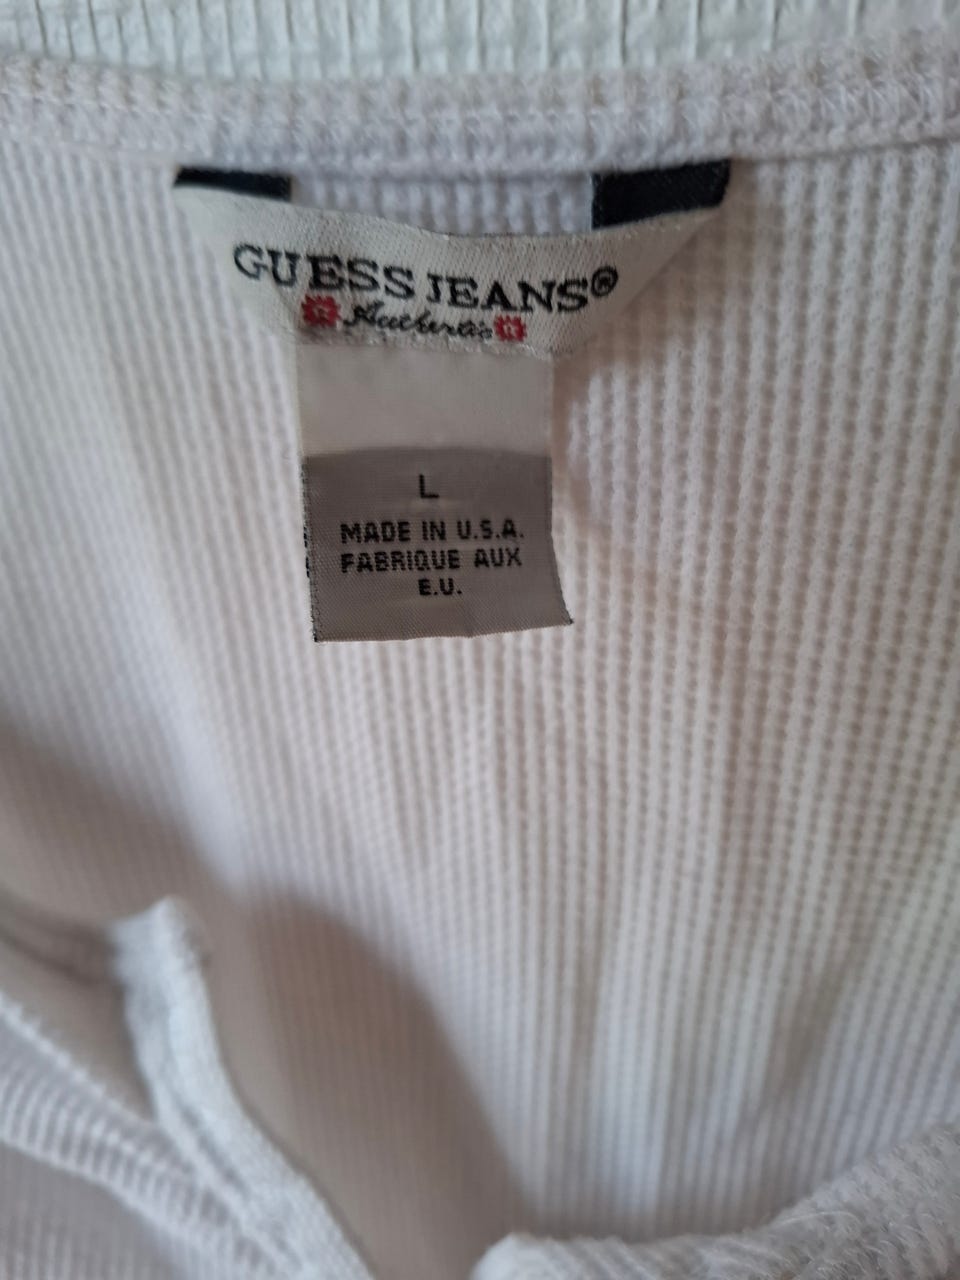 GUESS JEANS®
Authentic
L
MADE IN U.S.A.
FABRIQUE AUX
E.U.